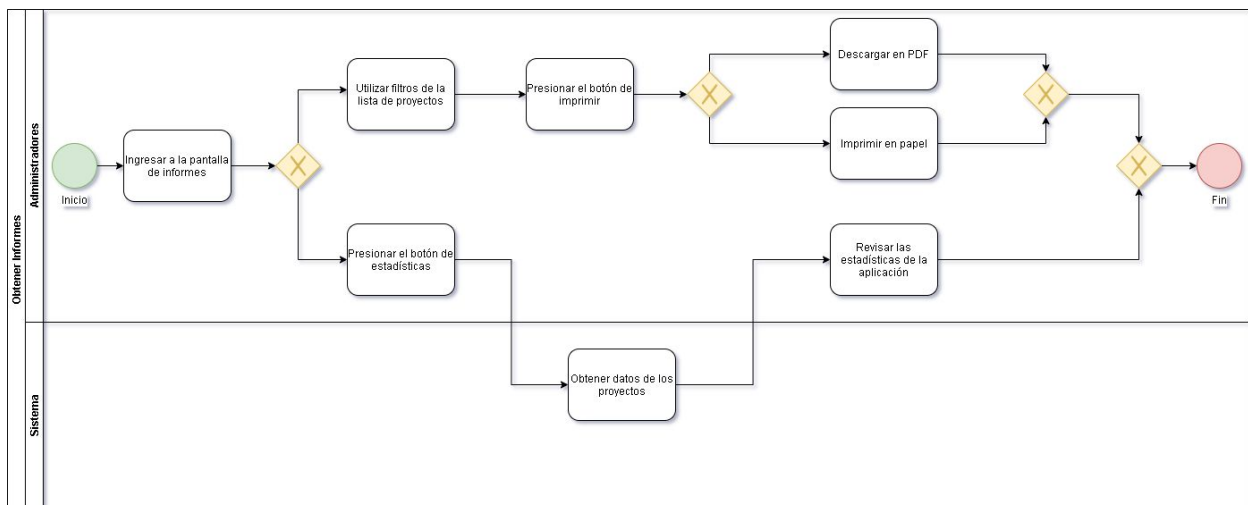 Obtener Informes
Administradores
Inicio
Ingresar a la pantalla
de informes
Utilizar filtros de la
lista de proyectos
Presionar el botón de
imprimir
Descargar en PDF
Imprimir en papel
Presionar el botón de
estadísticas
Revisar las
estadísticas de la
aplicación
Fin
Sistema
Obtener datos de los
proyectos